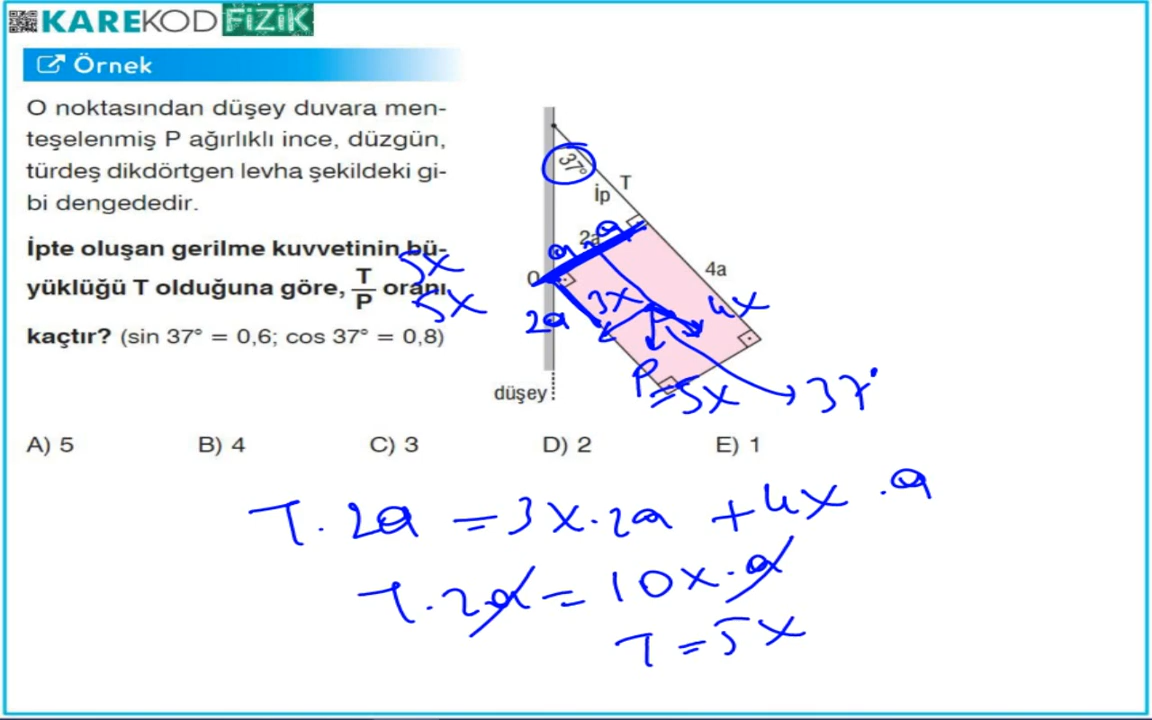 KAREKOD FİZİK
Örnek
O noktasından düşey duvara men-
teşelenmiş P ağırlıklı ince, düzgün,
türdeş dikdörtgen levha şekildeki gi-
bi dengededir.
İpte oluşan gerilme kuvvetinin bü-
yüklüğü T olduğuna göre, T/P oranı
kaçtır? (sin 37° = 0,6; cos 37° = 0,8)
5x
5x
37°
T
İp
2a
a
a
O
4a
2a
3x
4x
P
=5x
37°
düşey
A) 5 B) 4 C) 3 D) 2 E) 1
T.2a = 3x.2a + 4x.a
T.2a = 10x.a
T = 5x